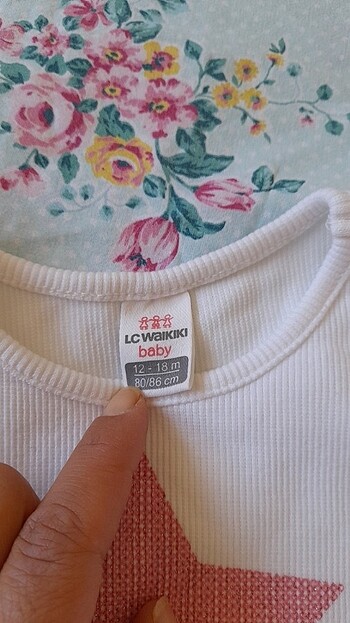 LC WAIKIKI
baby
12 - 18 m
80/86 cm